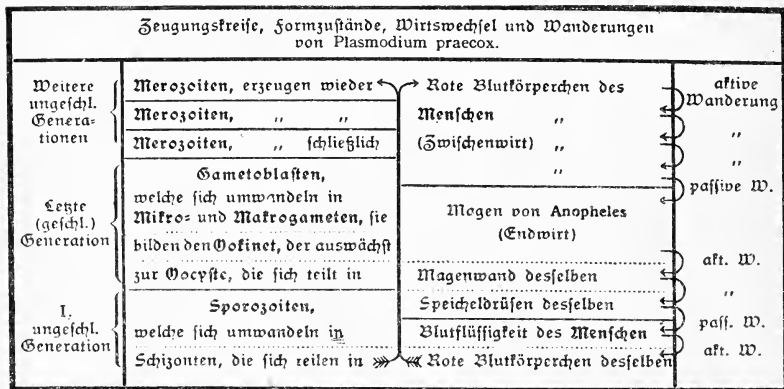 Zeugungskreise, Formzustände, Wirtswechsel und Wanderungen
von Plasmodium praecox.
Weitere
ungeschl.
Genera-
tionen
Letzte
(geschl.)
Generation
I.
ungeschl.
Generation
Merozoiten, erzeugen wieder
Merozoiten, „ „
Merozoiten, „ schließlich
Gametoblasten,
welche sich umwandeln in
Mikro- und Makrogameten, sie
bilden den Ookinet, der auswächst
zur Oocyste, die sich teilt in
Sporozoiten,
welche sich umwandeln in
Schizonten, die sich teilen in
Rote Blutkörperchen des
Menschen „
(Zwischenwirt) „
„
Magen von Anopheles
(Endwirt)
Magenwand desselben
Speicheldrüsen desselben
Blutflüssigkeit des Menschen
Rote Blutkörperchen desselben
aktive
Wanderung
„
„
passive W.
akt. W.
„
pass. W.
akt. W.